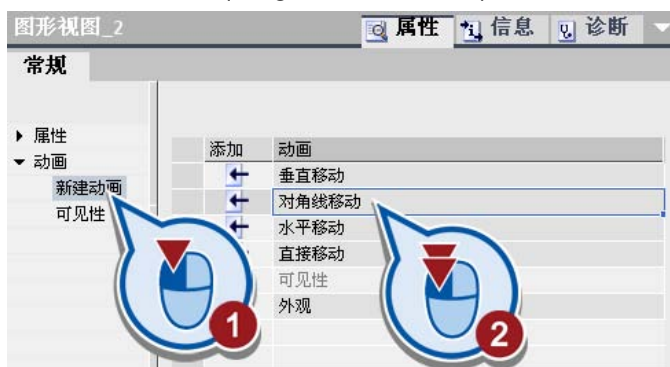 图形视图_2 属性 信息 诊断
常规
属性
动画
新建动画
可见性
添加 动画
垂直移动
对角线移动
水平移动
直接移动
可见性
外观
1
2